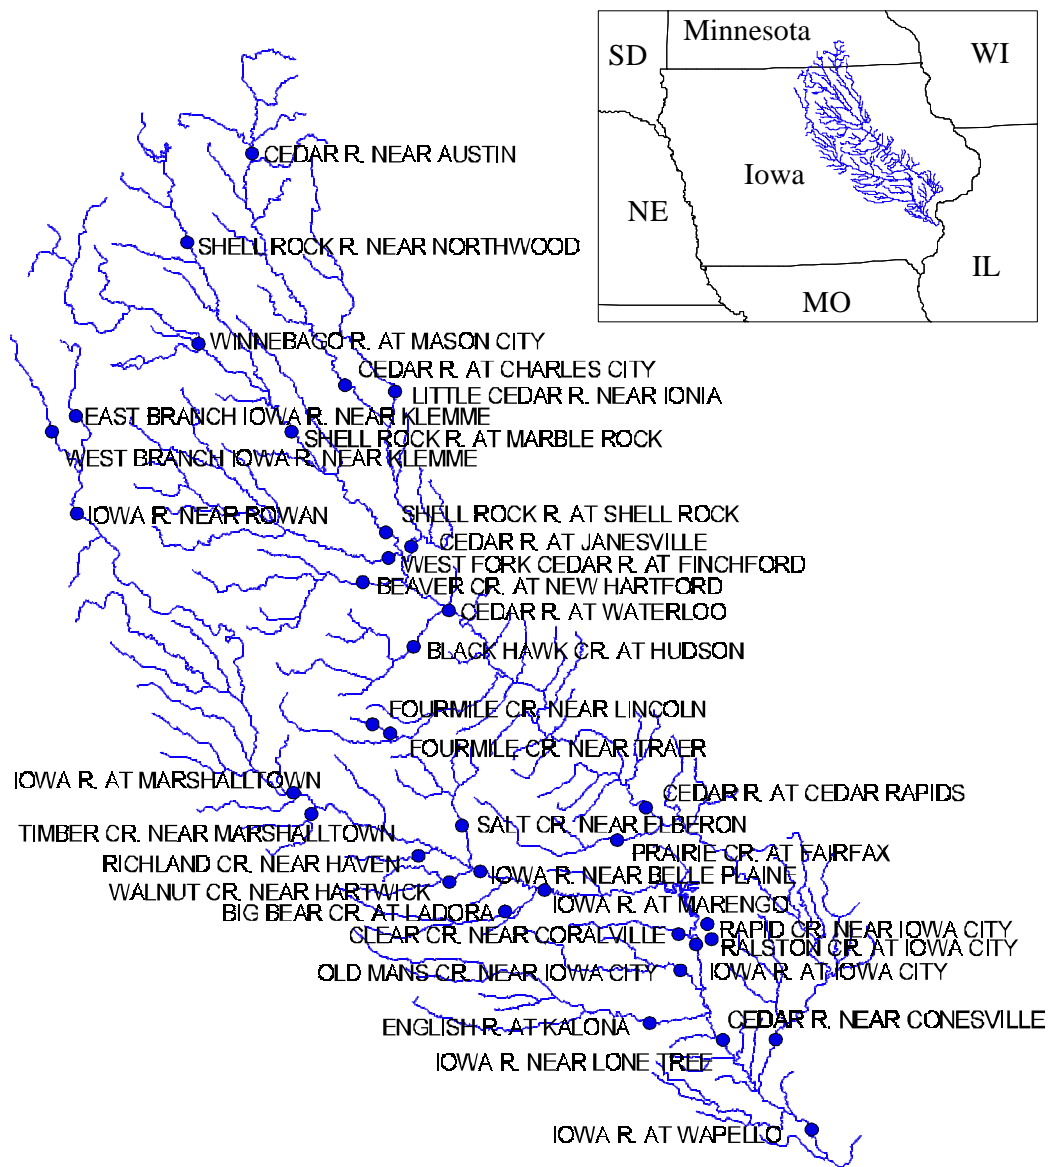 Minnesota
SD
WI
Iowa
NE
IL
MO
CEDAR R. NEAR AUSTIN
SHELL ROCK R. NEAR NORTHWOOD
WINNEBAGO R. AT MASON CITY
CEDAR R. AT CHARLES CITY
LITTLE CEDAR R. NEAR IONIA
EAST BRANCH IOWA R. NEAR KLEMME
SHELL ROCK R. AT MARBLE ROCK
WEST BRANCH IOWA R. NEAR KLEMME
IOWA R. NEAR ROWAN
SHELL ROCK R. AT SHELL ROCK
CEDAR R. AT JANESVILLE
WEST FORK CEDAR R. AT FINCHFORD
BEAVER CR. AT NEW HARTFORD
CEDAR R. AT WATERLOO
BLACK HAWK CR. AT HUDSON
FOURMILE CR. NEAR LINCOLN
FOURMILE CR. NEAR TRAER
IOWA R. AT MARSHALLTOWN
CEDAR R. AT CEDAR RAPIDS
SALT CR. NEAR ELBERON
TIMBER CR. NEAR MARSHALLTOWN
PRAIRIE CR. AT FAIRFAX
RICHLAND CR. NEAR HAVEN
IOWA R. NEAR BELLE PLAINE
WALNUT CR. NEAR HARTWICK
IOWA R. AT MARENGO
BIG BEAR CR. AT LADORA
RAPID CR. NEAR IOWA CITY
CLEAR CR. NEAR CORALVILLE
RALSTON CR. AT IOWA CITY
OLD MANS CR. NEAR IOWA CITY
IOWA R. AT IOWA CITY
CEDAR R. NEAR CONESVILLE
ENGLISH R. AT KALONA
IOWA R. NEAR LONE TREE
IOWA R. AT WAPELLO